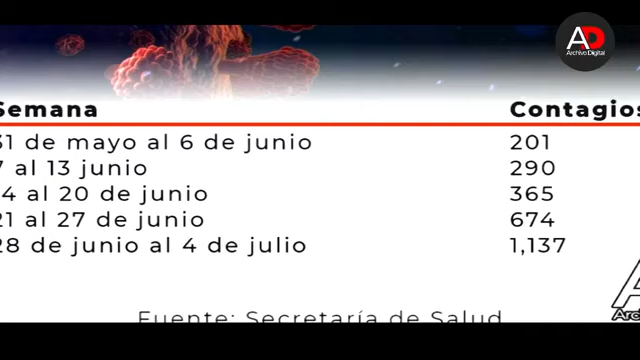 AD
Archivo Digital
Semana Contagios
31 de mayo al 6 de junio 201
7 al 13 junio 290
14 al 20 de junio 365
21 al 27 de junio 674
28 de junio al 4 de julio 1,137
Fuente: Secretaría de Salud